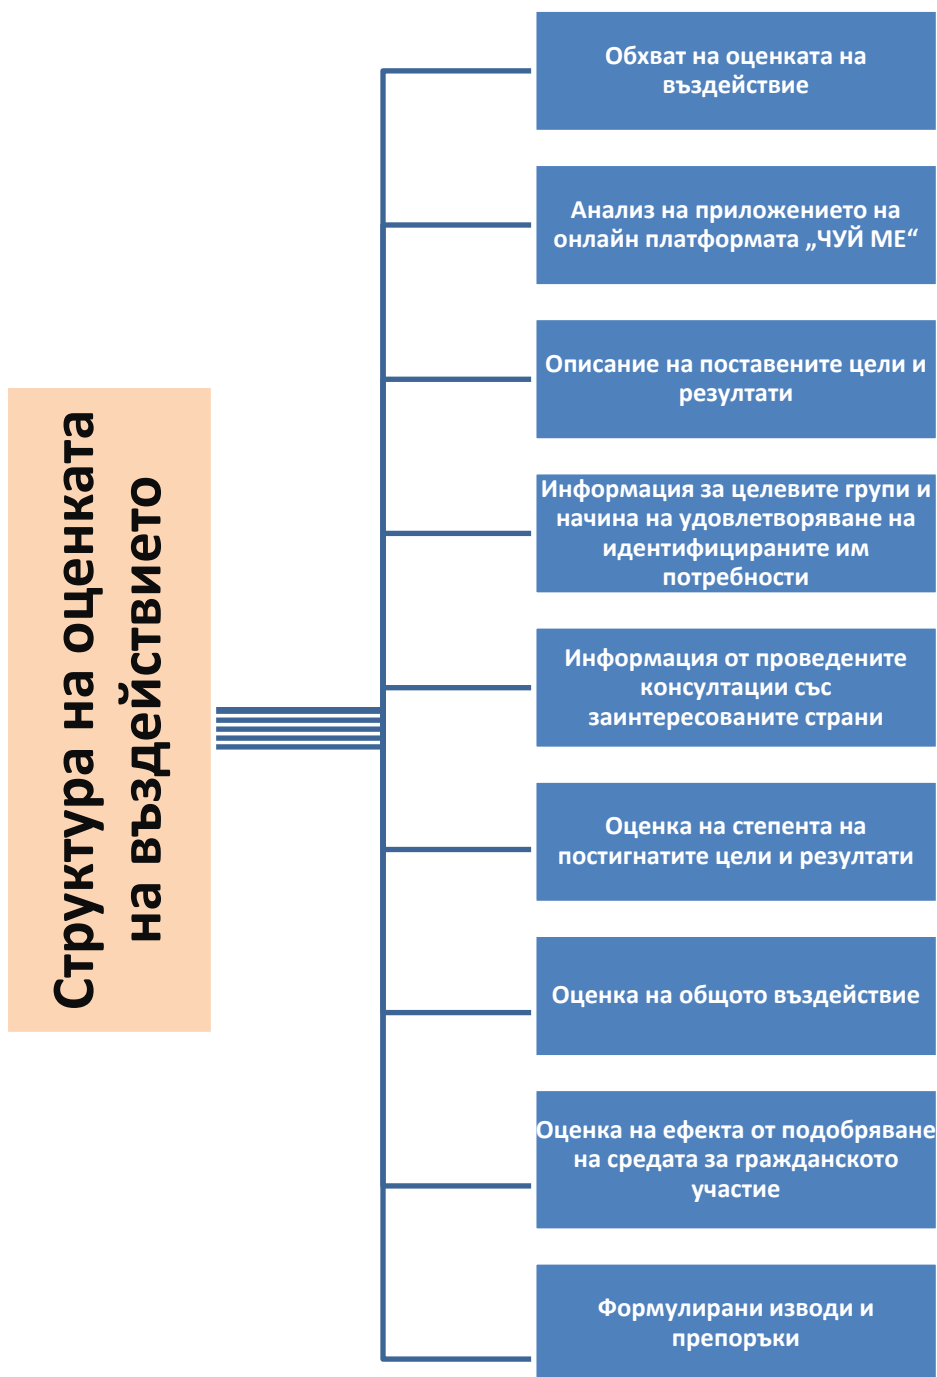 Структура на оценката
на въздействието
Обхват на оценката на
въздействие
Анализ на приложението на
онлайн платформата „ЧУЙ МЕ“
Описание на поставените цели и
резултати
Информация за целевите групи и
начина на удовлетворяване на
идентифицираните им
потребности
Информация от проведените
консултации със
заинтересованите страни
Оценка на степента на
постигнатите цели и резултати
Оценка на общото въздействие
Оценка на ефекта от подобряване
на средата за гражданското
участие
Формулирани изводи и
препоръки